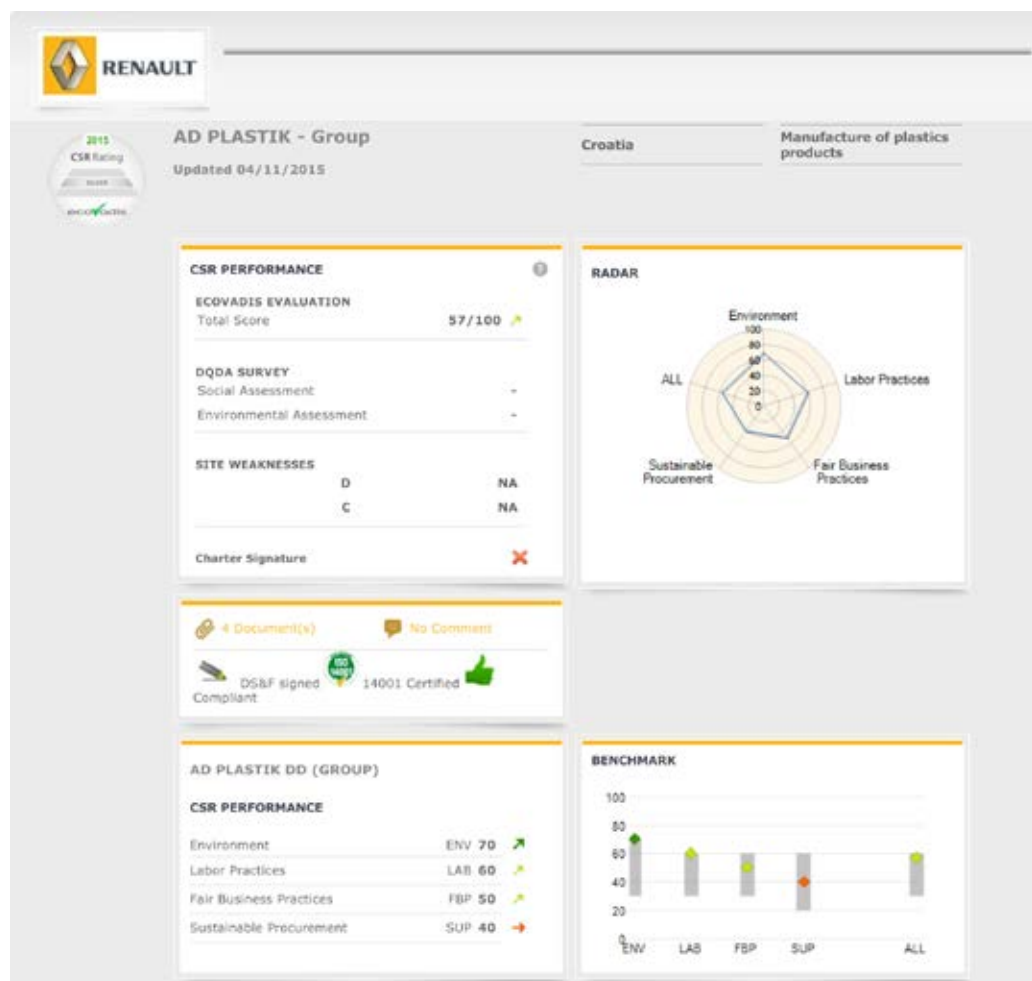 RENAULT
2015
CSR Rating
SILVER
ecovadis
AD PLASTIK - Group
Updated 04/11/2015
Croatia
Manufacture of plastics
products
CSR PERFORMANCE
?
ECOVADIS EVALUATION
Total Score 57/100
DQDA SURVEY
Social Assessment -
Environmental Assessment -
SITE WEAKNESSES
D NA
C NA
Charter Signature
RADAR
Environment
100
80
60
40
20
0
ALL
Labor Practices
Sustainable
Procurement
Fair Business
Practices
4 Document(s) No Comment
DS&F signed ISO 14001 14001 Certified
Compliant
AD PLASTIK DD (GROUP)
CSR PERFORMANCE
Environment ENV 70
Labor Practices LAB 60
Fair Business Practices FBP 50
Sustainable Procurement SUP 40
BENCHMARK
100
80
60
40
20
0
ENV LAB FBP SUP ALL